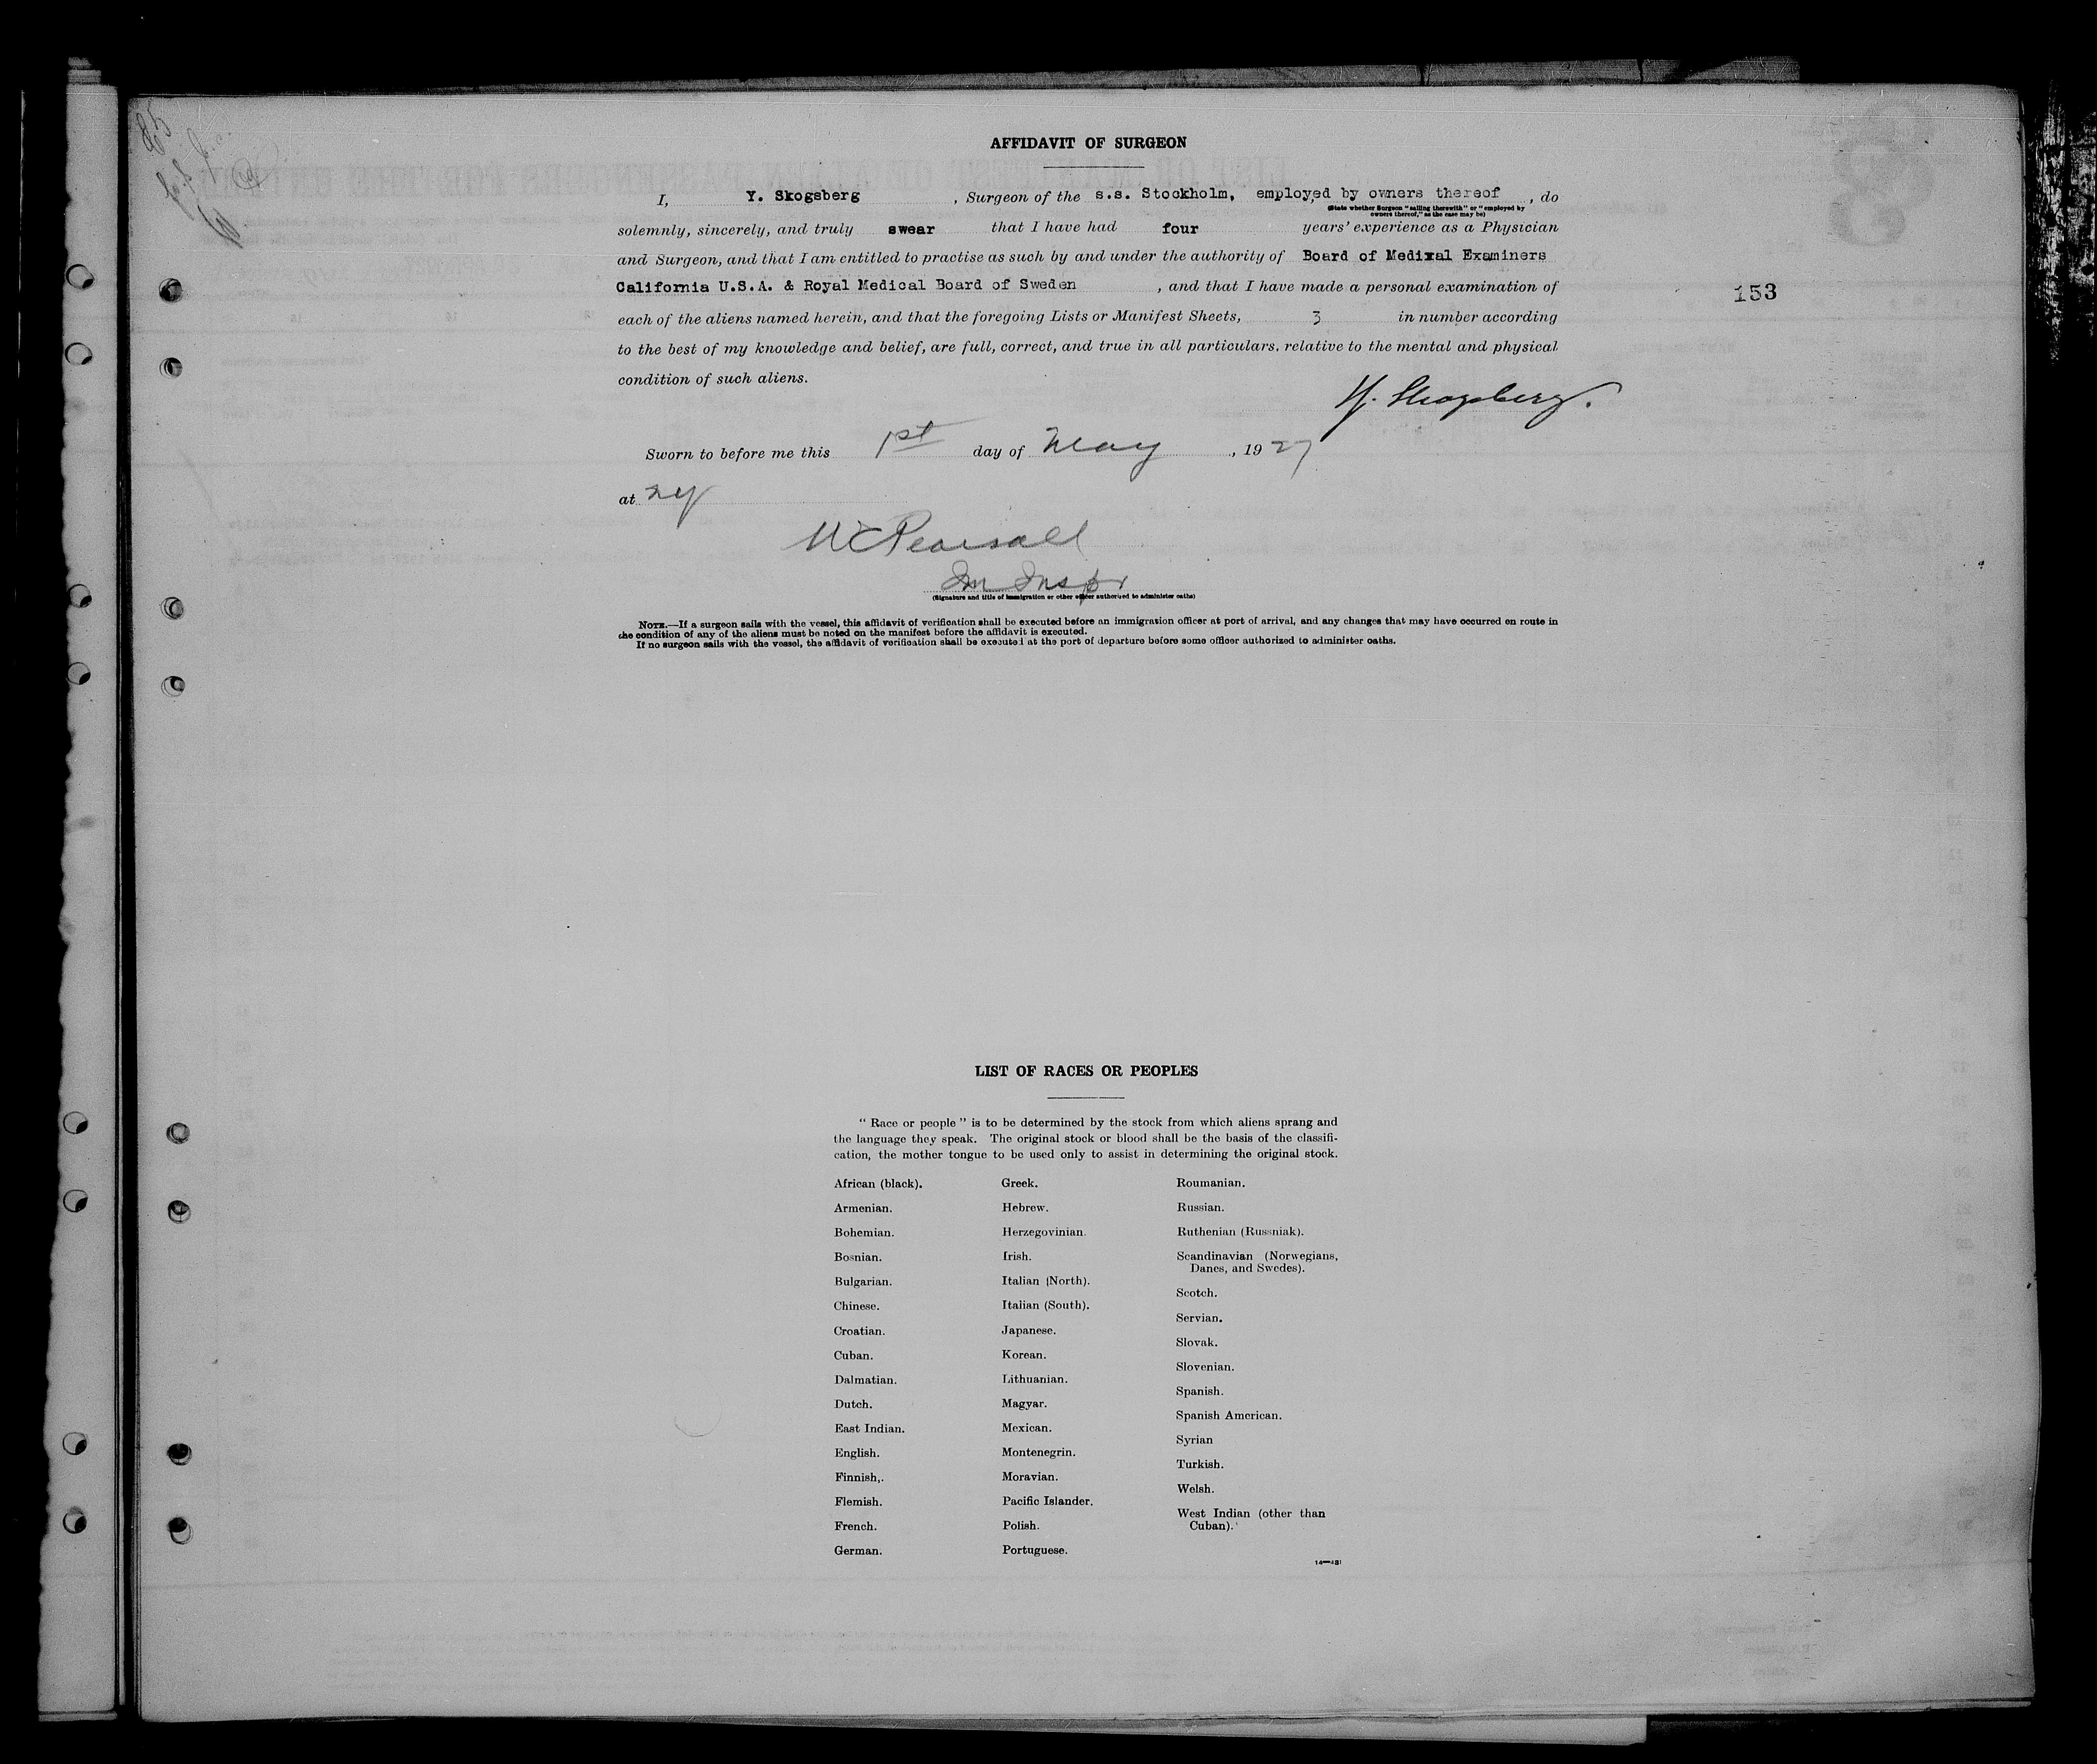 AFFIDAVIT OF SURGEON
I, Y. Skogsberg, Surgeon of the s.s. Stockholm, employed by owners thereof, do
(State whether Surgeon "sailing therewith" or "employed by
owners thereof," as the case may be)
solemnly, sincerely, and truly swear that I have had four years' experience as a Physician
and Surgeon, and that I am entitled to practise as such by and under the authority of Board of Medixal Examiners
California U.S.A. & Royal Medical Board of Sweden, and that I have made a personal examination of
153
each of the aliens named herein, and that the foregoing Lists or Manifest Sheets, 3 in number according
to the best of my knowledge and belief, are full, correct, and true in all particulars, relative to the mental and physical
condition of such aliens.
Y. Skogsberg.
Sworn to before me this 1st day of May, 1927
at NY
W C Pearsall
Im Inspr
(Signature and title of immigration or other officer authorized to administer oaths)
NOTE.—If a surgeon sails with the vessel, this affidavit of verification shall be executed before an immigration officer at port of arrival, and any changes that may have occurred en route in
the condition of any of the aliens must be noted on the manifest before the affidavit is executed.
If no surgeon sails with the vessel, the affidavit of verification shall be executed at the port of departure before some officer authorized to administer oaths.
LIST OF RACES OR PEOPLES
"Race or people" is to be determined by the stock from which aliens sprang and
the language they speak. The original stock or blood shall be the basis of the classifi-
cation, the mother tongue to be used only to assist in determining the original stock.
African (black).
Armenian.
Bohemian.
Bosnian.
Bulgarian.
Chinese.
Croatian.
Cuban.
Dalmatian.
Dutch.
East Indian.
English.
Finnish,.
Flemish.
French.
German.
Greek.
Hebrew.
Herzegovinian.
Irish.
Italian (North).
Italian (South).
Japanese.
Korean.
Lithuanian.
Magyar.
Mexican.
Montenegrin.
Moravian.
Pacific Islander.
Polish.
Portuguese.
Roumanian.
Russian.
Ruthenian (Russniak).
Scandinavian (Norwegians,
Danes, and Swedes).
Scotch.
Servian.
Slovak.
Slovenian.
Spanish.
Spanish American.
Syrian
Turkish.
Welsh.
West Indian (other than
Cuban).